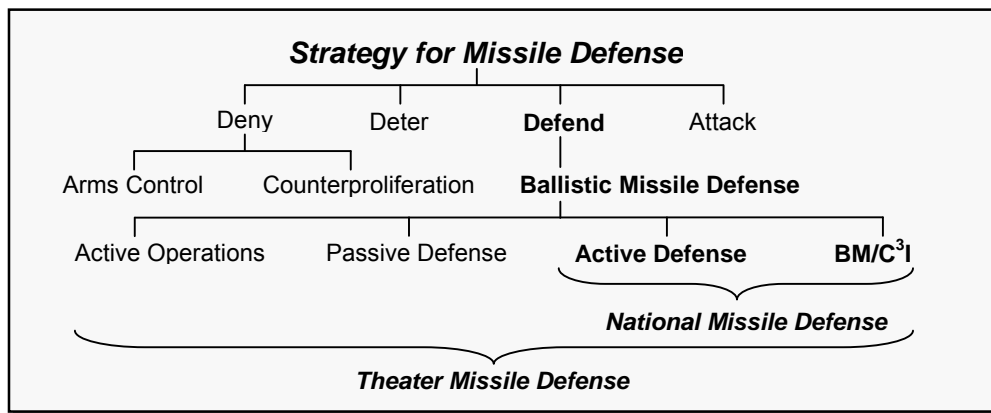 Strategy for Missile Defense
Deny Deter Defend Attack
Arms Control Counterproliferation Ballistic Missile Defense
Active Operations Passive Defense Active Defense BM/C³I
National Missile Defense
Theater Missile Defense